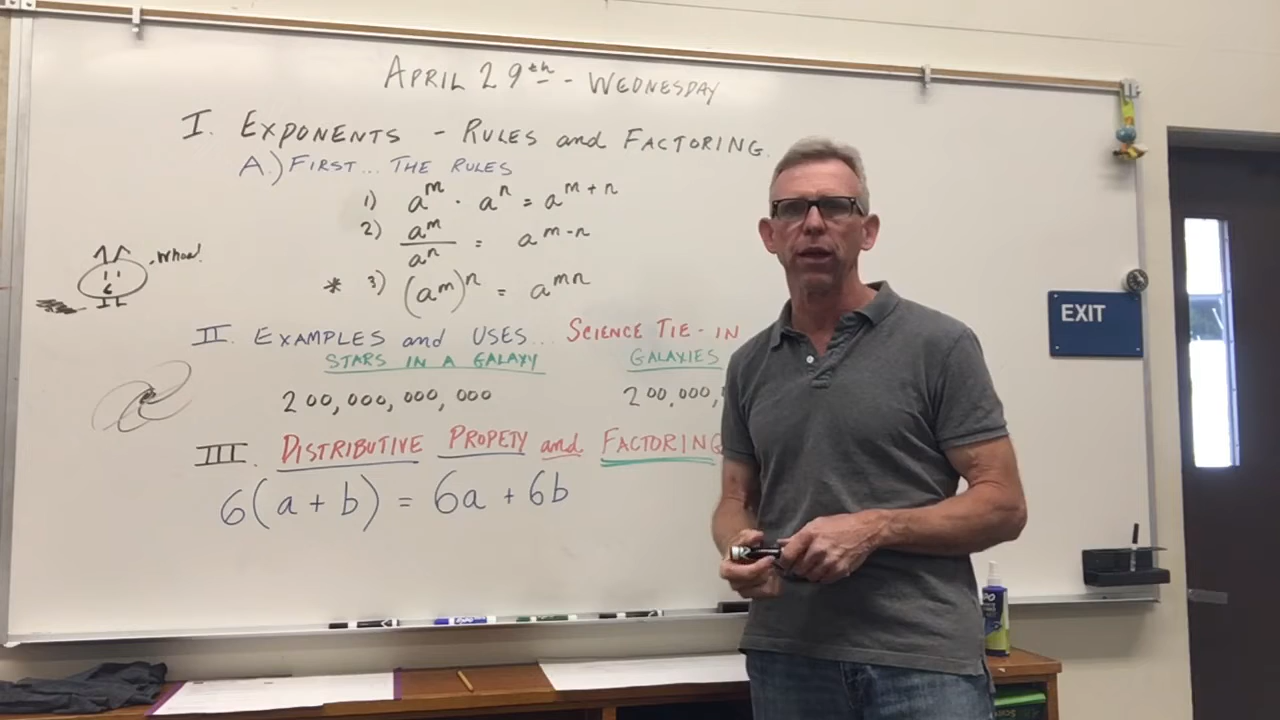 APRIL 29th - WEDNESDAY
I. EXPONENTS - RULES and FACTORING.
A.) FIRST... THE RULES
1) a^m · a^n = a^m+n
2) a^m/a^n = a^m-n
* 3) (a^m)^n = a^mn
Whoa!
II. EXAMPLES and USES... SCIENCE TIE-IN
STARS IN A GALAXY GALAXIES
200,000,000,000 200,000,
III. DISTRIBUTIVE PROPETY and FACTORING
6(a+b) = 6a + 6b
EXIT